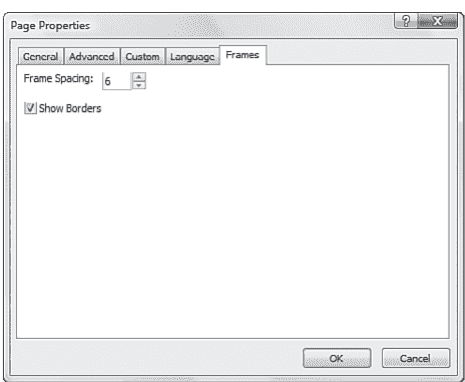 Page Properties
General Advanced Custom Language Frames
Frame Spacing: 6
Show Borders
OK Cancel